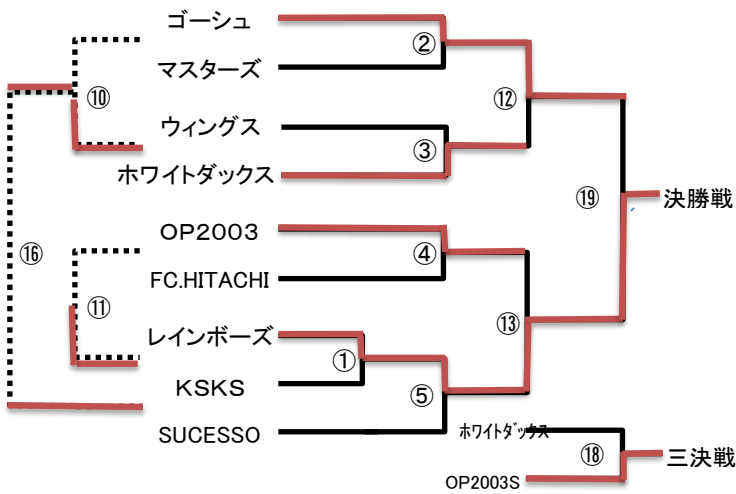 ゴーシュ
②
マスターズ
⑩
⑫
ウィングス
③
ホワイトダックス
⑲
決勝戦
OP2003
④
⑯
FC.HITACHI
⑪
⑬
レインボーズ
①
KSKS
⑤
SUCESSO
ホワイトダックス
⑱
三決戦
OP2003S